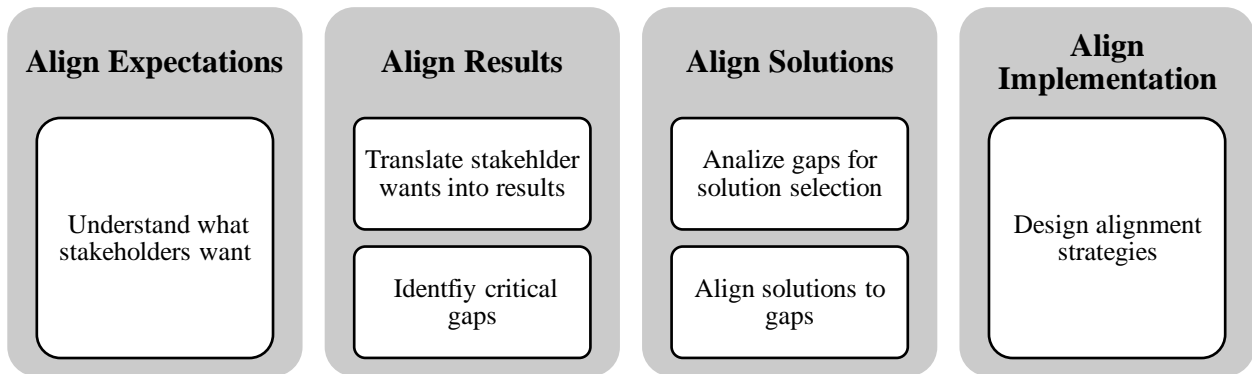 Align Expectations
Understand what
stakeholders want
Align Results
Translate stakehlder
wants into results
Identfiy critical
gaps
Align Solutions
Analize gaps for
solution selection
Align solutions to
gaps
Align
Implementation
Design alignment
strategies